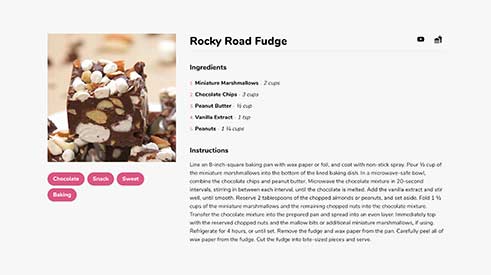 Rocky Road Fudge
Ingredients
1. Miniature Marshmallows - 2 cups
2. Chocolate Chips - 3 cups
3. Peanut Butter - ½ cup
4. Vanilla Extract - 1 tsp
5. Peanuts - 1 ¼ cups
Chocolate Snack Sweet
Baking
Instructions
Line an 8-inch-square baking pan with wax paper or foil, and coat with non-stick spray. Pour ½ cup of
the miniature marshmallows into the bottom of the lined baking dish. In a microwave-safe bowl,
combine the chocolate chips and peanut butter. Microwave the chocolate mixture in 20-second
intervals, stirring in between each interval, until the chocolate is melted. Add the vanilla extract and stir
well, until smooth. Reserve 2 tablespoons of the chopped almonds or peanuts, and set aside. Fold 1 ½
cups of the miniature marshmallows and the remaining chopped nuts into the chocolate mixture.
Transfer the chocolate mixture into the prepared pan and spread into an even layer. Immediately top
with the reserved chopped nuts and the mallow bits or additional miniature marshmallows, if using.
Refrigerate for 4 hours, or until set. Remove the fudge and wax paper from the pan. Carefully peel all of
wax paper from the fudge. Cut the fudge into bite-sized pieces and serve.